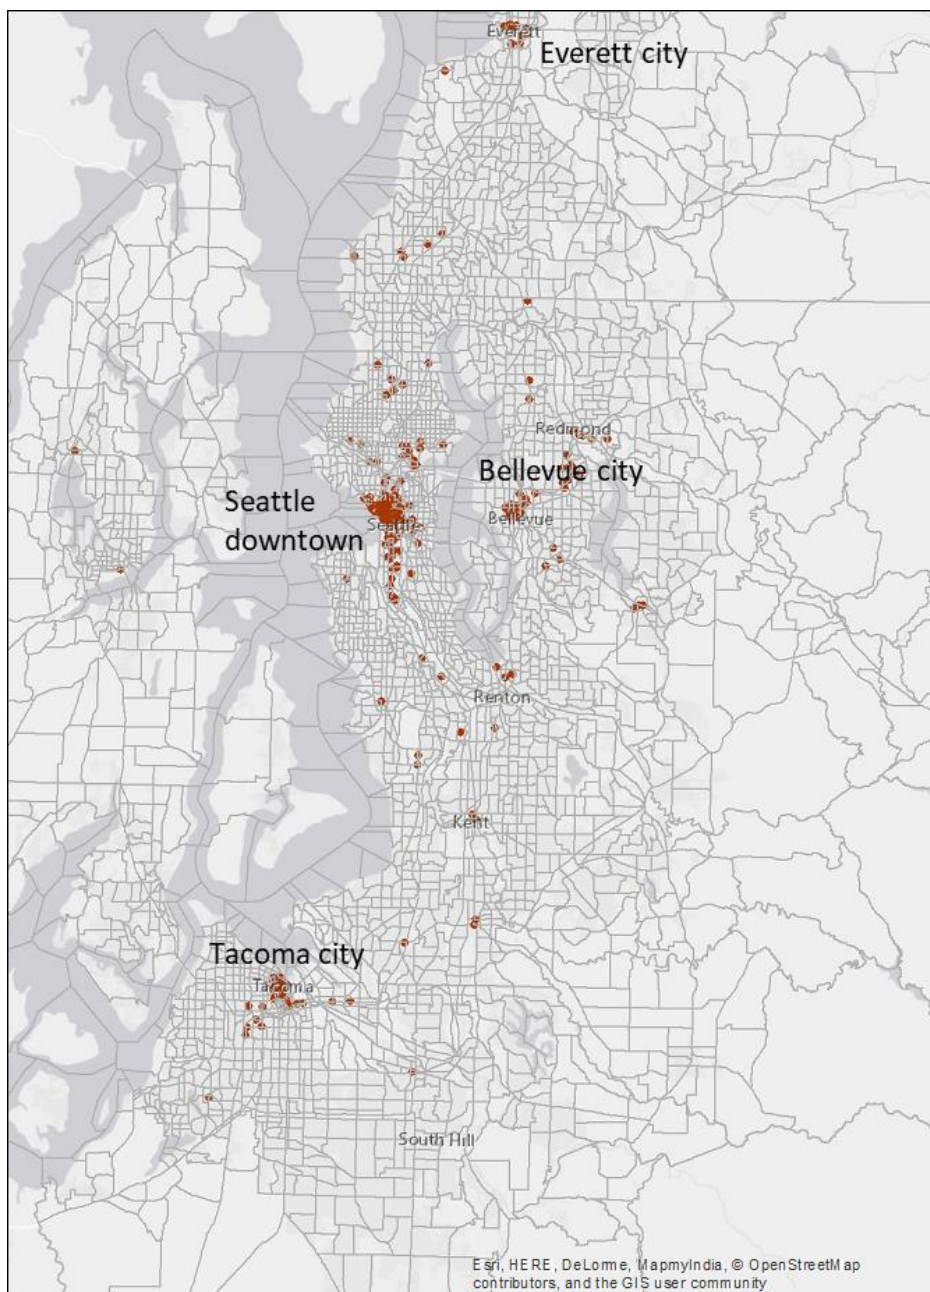 Everett
Everett city
Redmond
Bellevue city
Seattle
downtown
Seattle
Bellevue
Renton
Kent
Tacoma city
Tacoma
South Hill
Esri, HERE, DeLorme, MapmyIndia, © OpenStreetMap
contributors, and the GIS user community